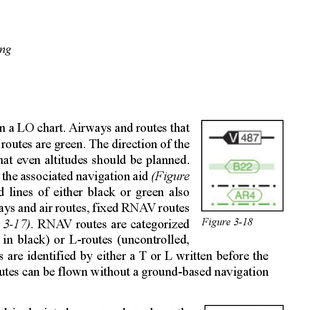 ng
n a LO chart. Airways and routes that
routes are green. The direction of the
hat even altitudes should be planned.
the associated navigation aid (Figure
d lines of either black or green also
ays and air routes, fixed RNAV routes
3-17). RNAV routes are categorized
in black) or L-routes (uncontrolled,
s are identified by either a T or L written before the
utes can be flown without a ground-based navigation
V 487
B22
AR4
Figure 3-18